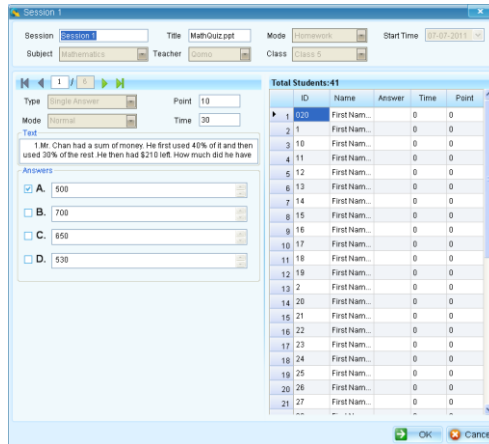 Session 1
Session Session 1 Title MathQuiz.ppt Mode Homework Start Time 07-07-2011
Subject Mathematics Teacher Qomo Class Class 5
1 / 6
Type Single Answer Point 10
Mode Normal Time 30
Text
1.Mr. Chan had a sum of money. He first used 40% of it and then
used 30% of the rest. He then had $210 left. How much did he have
Answers
A. 500
B. 700
C. 650
D. 530
Total Students:41
ID Name Answer Time Point
1 020 First Nam... 0 0
2 1 First Nam... 0 0
3 10 First Nam... 0 0
4 11 First Nam... 0 0
5 12 First Nam... 0 0
6 13 First Nam... 0 0
7 14 First Nam... 0 0
8 15 First Nam... 0 0
9 16 First Nam... 0 0
10 17 First Nam... 0 0
11 18 First Nam... 0 0
12 19 First Nam... 0 0
13 2 First Nam... 0 0
14 20 First Nam... 0 0
15 21 First Nam... 0 0
16 22 First Nam... 0 0
17 23 First Nam... 0 0
18 24 First Nam... 0 0
19 25 First Nam... 0 0
20 26 First Nam... 0 0
21 27 First Nam... 0 0
OK Cance